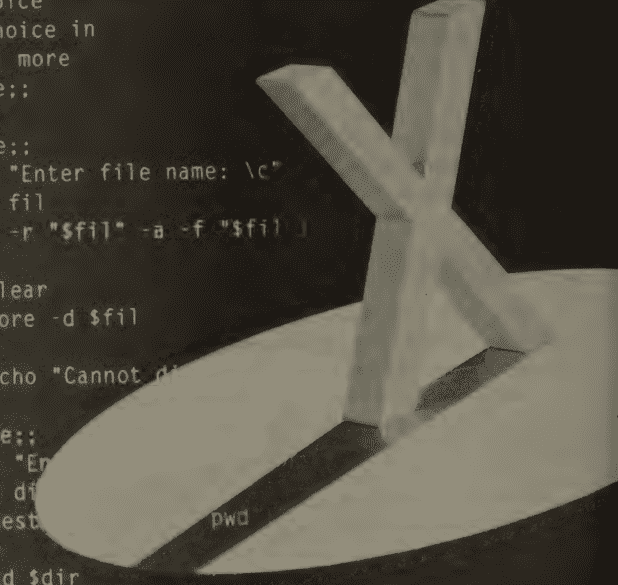 hoice in
more
e;;
e;;
"Enter file name: \c"
fil
-r "$fil" -a -f "$fil
lear
ore -d $fil
cho "Cannot di
e;;
"En
di
est
pwd
d $dir